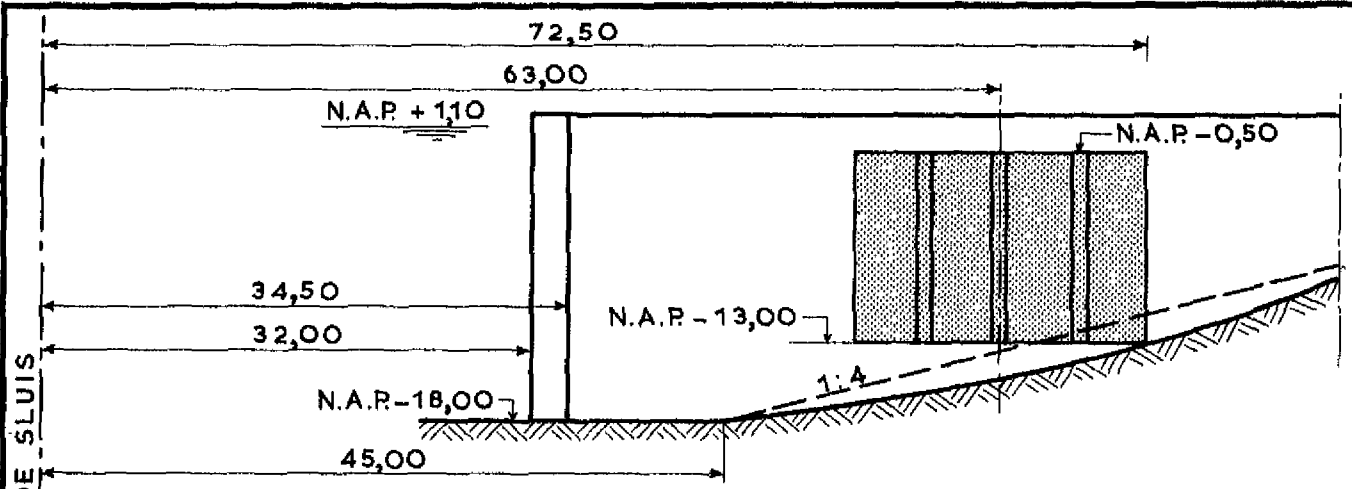 72,50
63,00
N.A.P. + 1,10
N.A.P. -0,50
34,50
N.A.P. - 13,00
32,00
1:4
N.A.P. -18,00
45,00
DE SLUIS